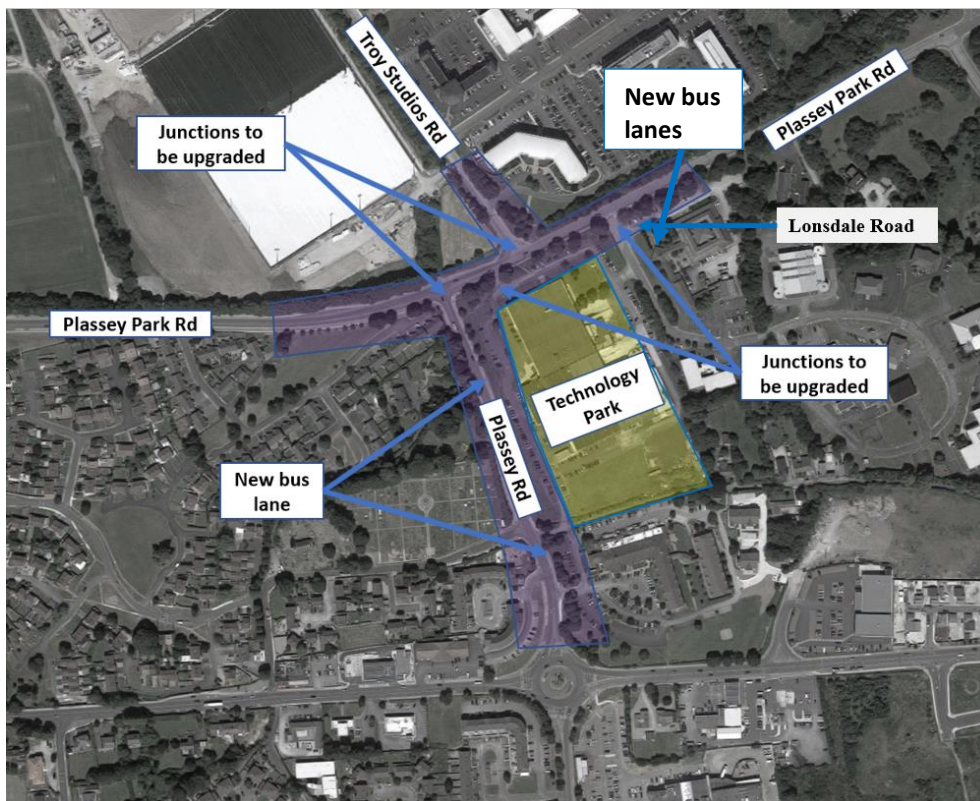 Troy Studios Rd
New bus
lanes
Plassey Park Rd
Junctions to
be upgraded
Lonsdale Road
Plassey Park Rd
Junctions to
be upgraded
Technology
Park
Plassey Rd
New bus
lane